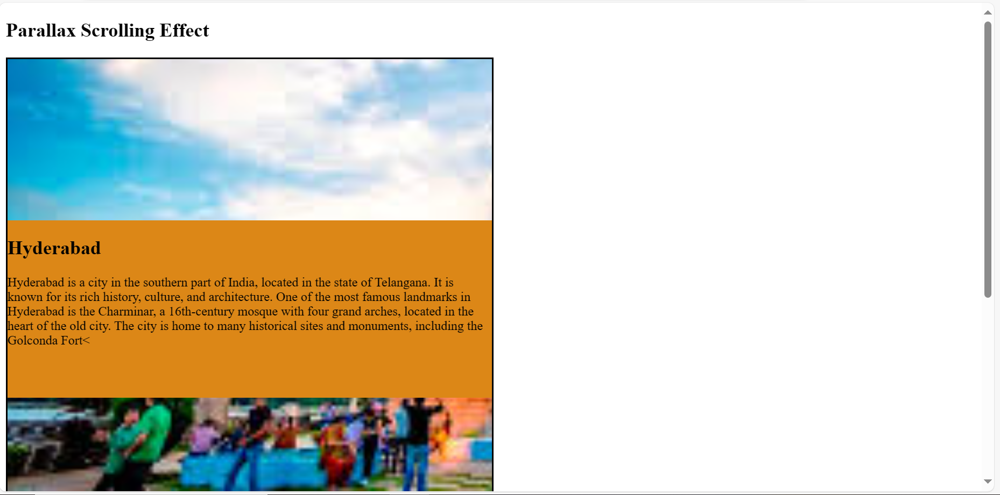 Parallax Scrolling Effect
Hyderabad
Hyderabad is a city in the southern part of India, located in the state of Telangana. It is
known for its rich history, culture, and architecture. One of the most famous landmarks in
Hyderabad is the Charminar, a 16th-century mosque with four grand arches, located in the
heart of the old city. The city is home to many historical sites and monuments, including the
Golconda Fort<